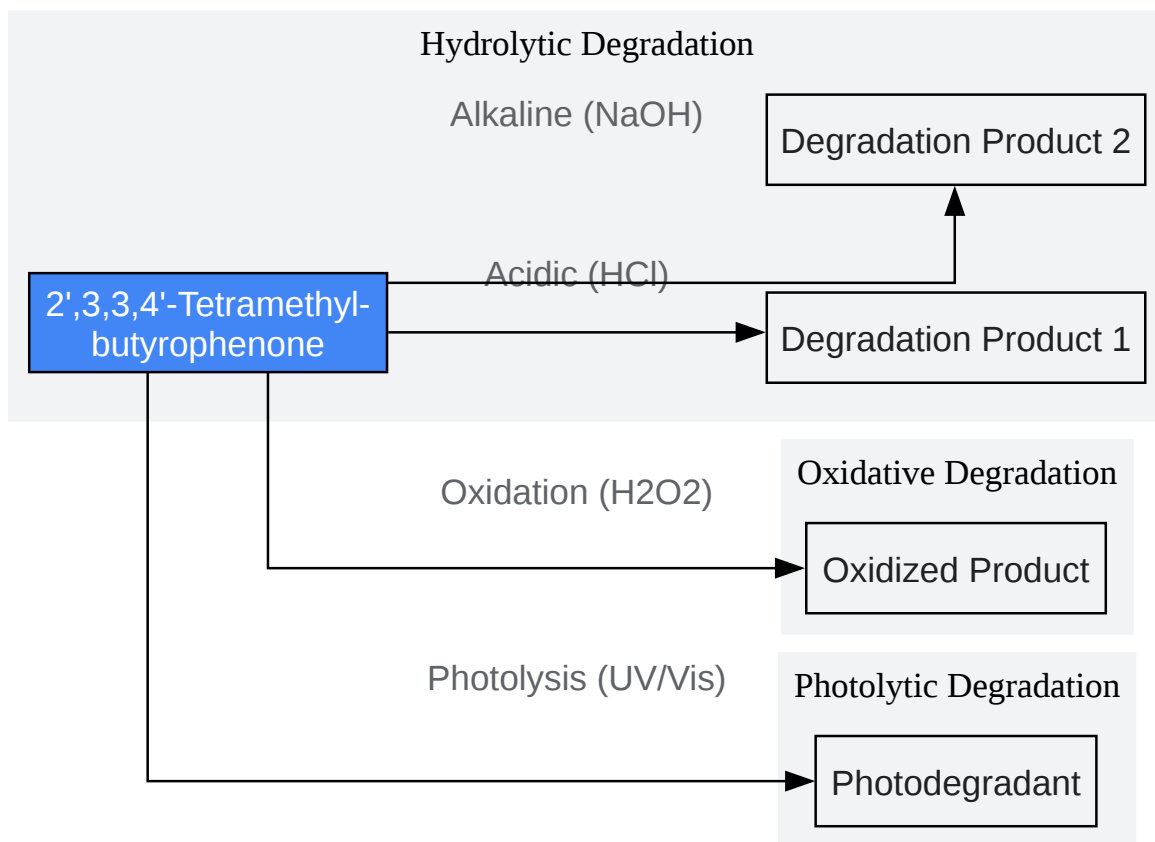 Hydrolytic Degradation
Alkaline (NaOH)
Degradation Product 2
Acidic (HCl)
2',3,3,4'-Tetramethyl-
butyrophenone
Degradation Product 1
Oxidative Degradation
Oxidation (H2O2)
Oxidized Product
Photolysis (UV/Vis)
Photolytic Degradation
Photodegradant